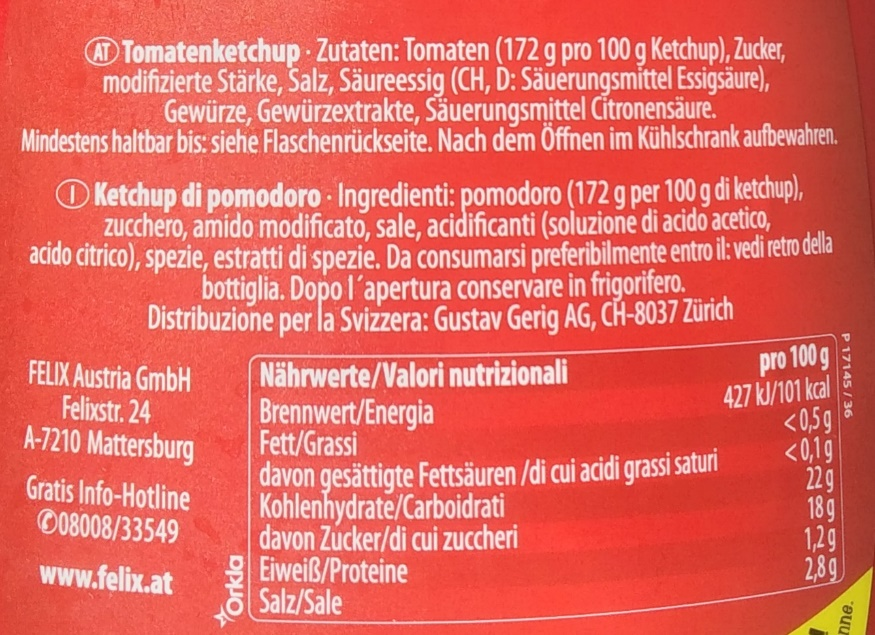 AT Tomatenketchup · Zutaten: Tomaten (172 g pro 100 g Ketchup), Zucker,
modifizierte Stärke, Salz, Säureessig (CH, D: Säuerungsmittel Essigsäure),
Gewürze, Gewürzextrakte, Säuerungsmittel Citronensäure.
Mindestens haltbar bis: siehe Flaschenrückseite. Nach dem Öffnen im Kühlschrank aufbewahren.
I Ketchup di pomodoro · Ingredienti: pomodoro (172 g per 100 g di ketchup),
zucchero, amido modificato, sale, acidificanti (soluzione di acido acetico,
acido citrico), spezie, estratti di spezie. Da consumarsi preferibilmente entro il: vedi retro della
bottiglia. Dopo l´apertura conservare in frigorifero.
Distribuzione per la Svizzera: Gustav Gerig AG, CH-8037 Zürich
FELIX Austria GmbH
Felixstr. 24
A-7210 Mattersburg
Gratis Info-Hotline
✆08008/33549
www.felix.at
Orkla
Nährwerte/Valori nutrizionali pro 100 g
Brennwert/Energia 427 kJ/101 kcal
Fett/Grassi <0,5 g
davon gesättigte Fettsäuren /di cui acidi grassi saturi <0,1 g
Kohlenhydrate/Carboidrati 22 g
davon Zucker/di cui zuccheri 18 g
Eiweiß/Proteine 1,2 g
Salz/Sale 2,8 g
P 17145 / 36
nne.